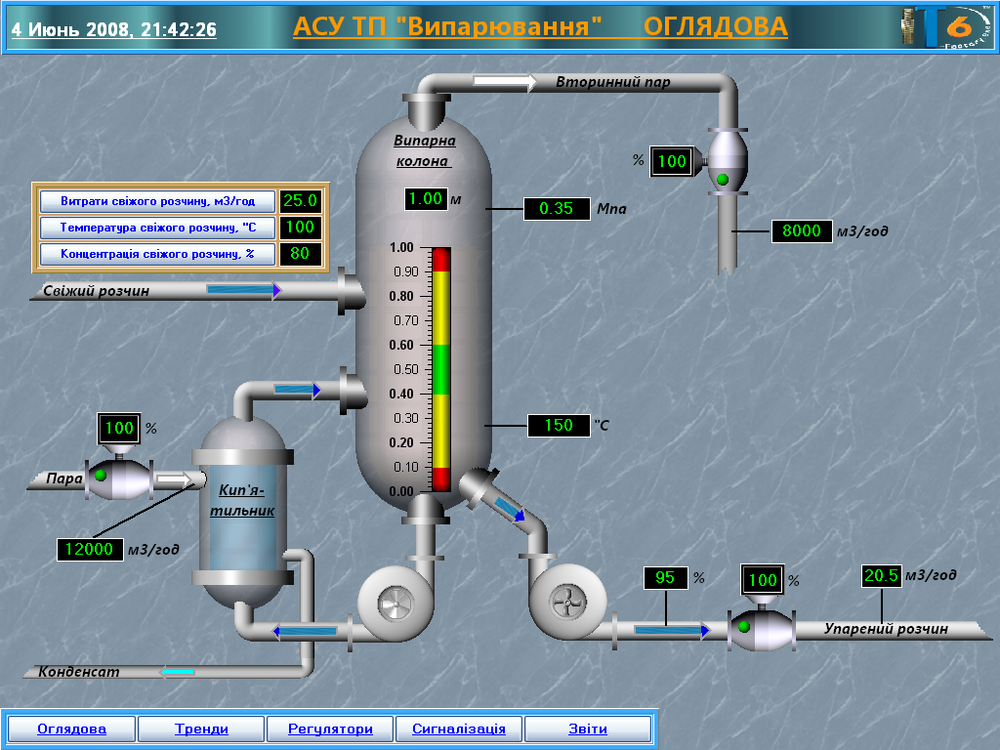 4 Июнь 2008, 21:42:26
АСУ ТП "Випарювання" ОГЛЯДОВА
T 6
Factory
Вторинний пар
Випарна
колона
% 100
1.00 м
0.35 Мпа
8000 м3/год
Витрати свіжого розчину, м3/год 25.0
Температура свіжого розчину, "С 100
Концентрація свіжого розчину, % 80
Свіжий розчин
1.00
0.90
0.80
0.70
0.60
0.50
0.40
0.30
0.20
0.10
0.00
150 "С
100 %
Пара
Кип'я-
тильник
12000 м3/год
95 %
100 %
20.5 м3/год
Упарений розчин
Конденсат
Оглядова
Тренди
Регулятори
Сигналізація
Звіти